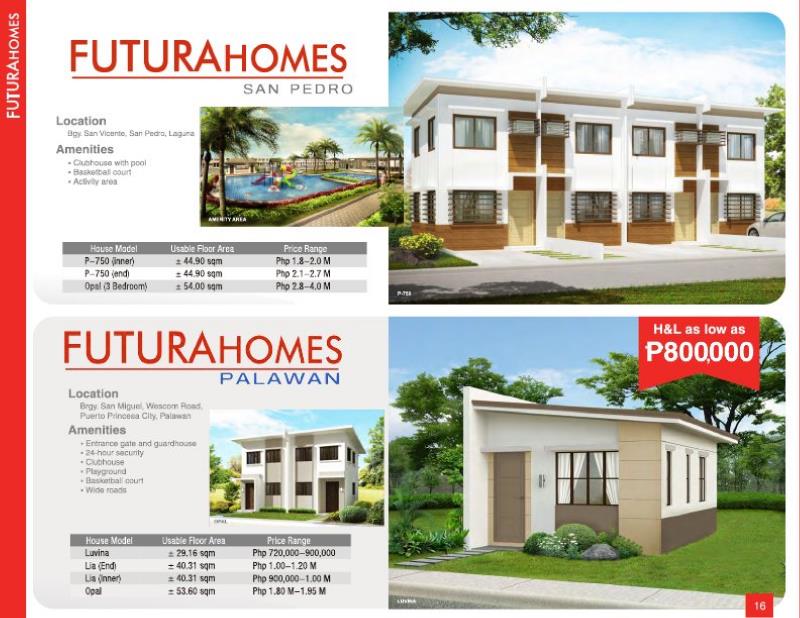 FUTURAHOMES
FUTURAHOMES
SAN PEDRO
Location
Bgy. San Vicente, San Pedro, Laguna
Amenities
• Clubhouse with pool
• Basketball court
• Activity area
AMENITY AREA
House Model Usable Floor Area Price Range
P-750 (inner) ± 44.90 sqm Php 1.8-2.0 M
P-750 (end) ± 44.90 sqm Php 2.1-2.7 M
Opal (3 Bedroom) ± 54.00 sqm Php 2.8-4.0 M
P-750
H&L as low as
₱800,000
FUTURAHOMES
PALAWAN
Location
Brgy. San Miguel, Wescom Road,
Puerto Princesa City, Palawan
Amenities
• Entrance gate and guardhouse
• 24-hour security
• Clubhouse
• Playground
• Basketball court
• Wide roads
OPAL
House Model Usable Floor Area Price Range
Luvina ± 29.16 sqm Php 720,000-900,000
Lia (End) ± 40.31 sqm Php 1.00-1.20 M
Lia (Inner) ± 40.31 sqm Php 900,000-1.00 M
Opal ± 53.60 sqm Php 1.80 M-1.95 M
LUVINA
16